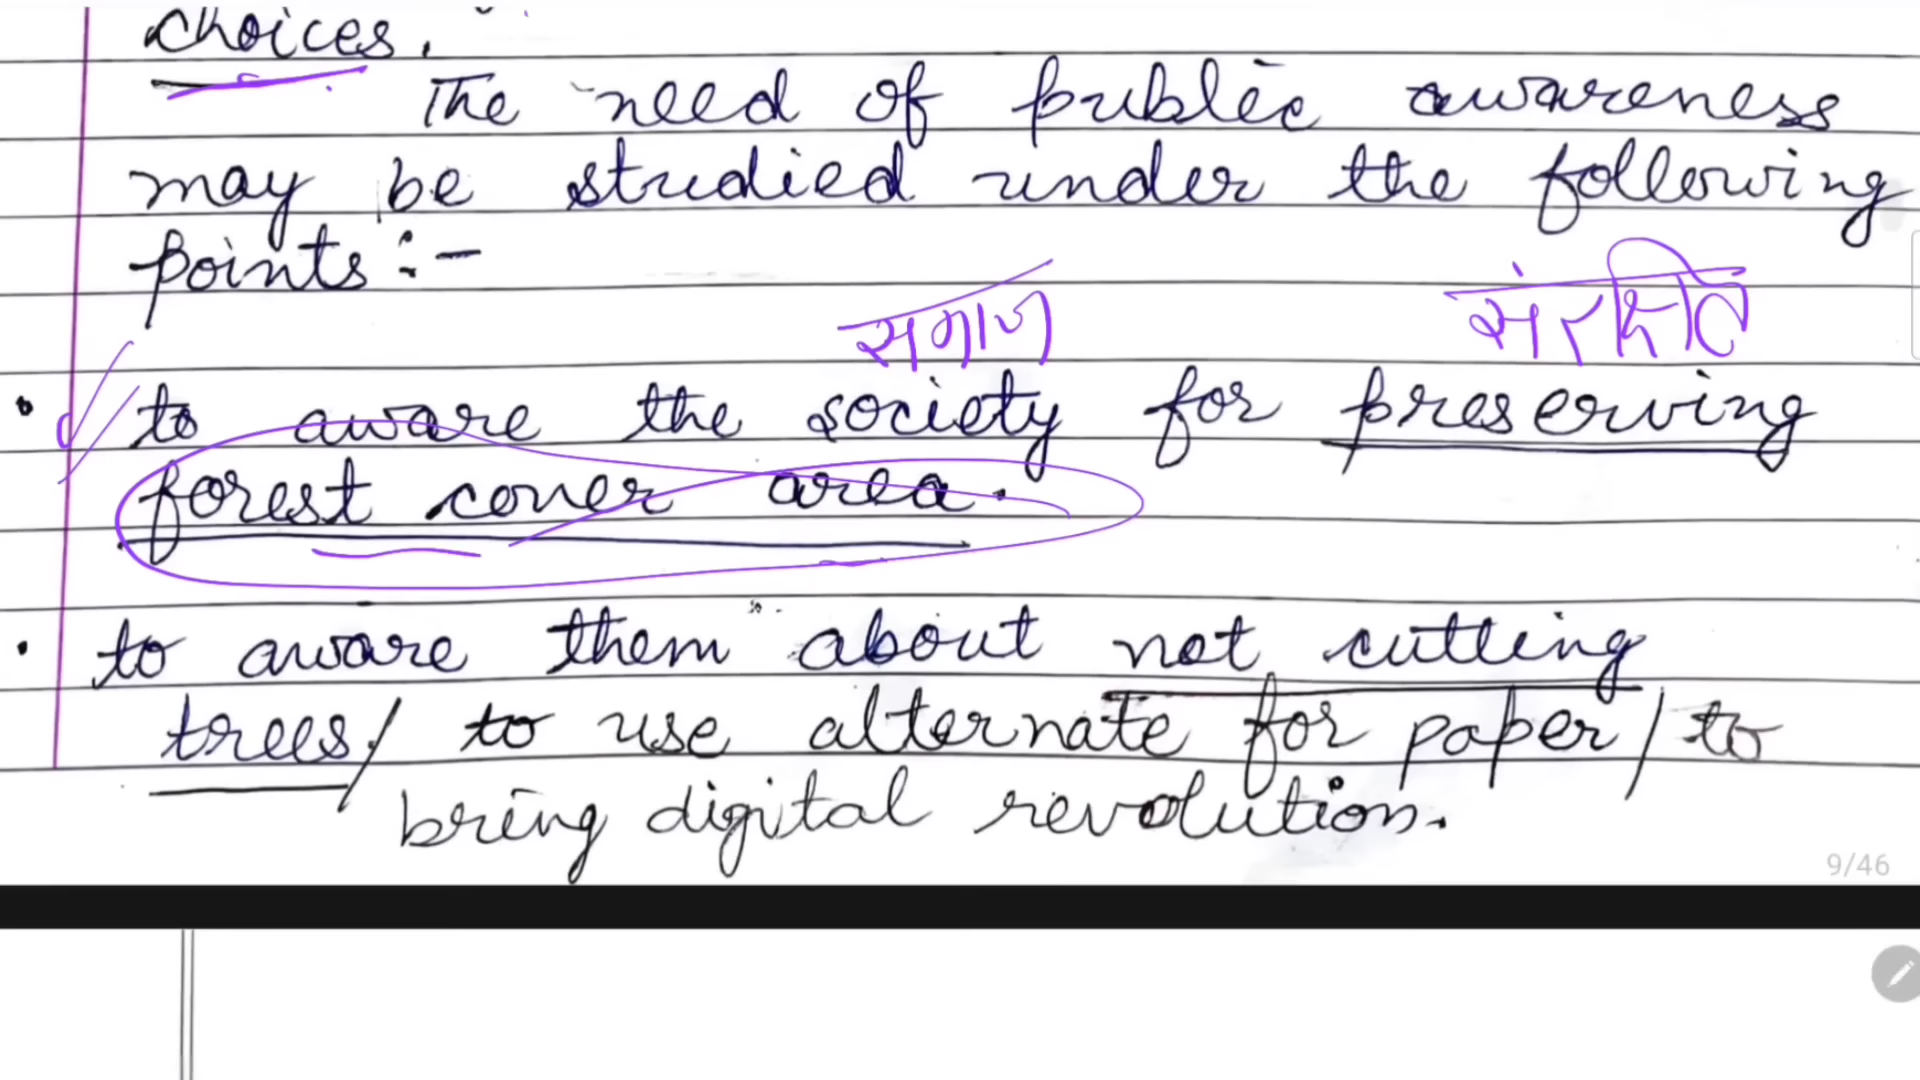 choices.
The need of public awareness
may be studied under the following
points :-
समाज संरक्षित
• to aware the society for preserving
forest cover area.
• to aware them about not cutting
trees/ to use alternate for paper/ to
bring digital revolution.
9/46